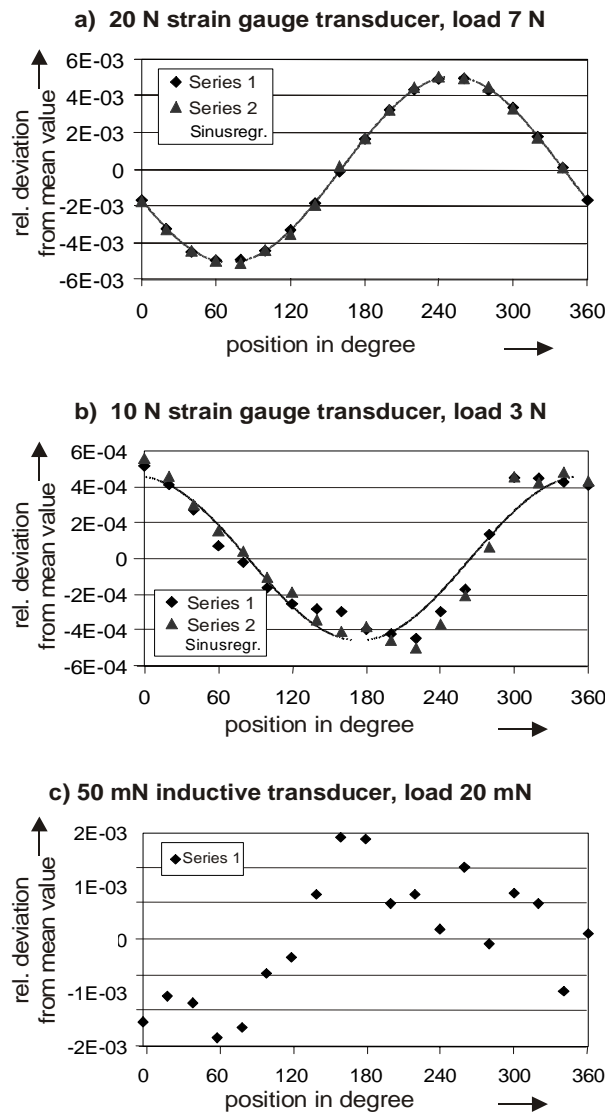 a) 20 N strain gauge transducer, load 7 N
rel. deviation
from mean value
6E-03
4E-03
2E-03
0
-2E-03
-4E-03
-6E-03
Series 1
Series 2
Sinusregr.
0 60 120 180 240 300 360
position in degree
b) 10 N strain gauge transducer, load 3 N
rel. deviation
from mean value
6E-04
4E-04
2E-04
0
-2E-04
-4E-04
-6E-04
Series 1
Series 2
Sinusregr.
0 60 120 180 240 300 360
position in degree
c) 50 mN inductive transducer, load 20 mN
rel. deviation
from mean value
2E-03
1E-03
0
-1E-03
-2E-03
Series 1
0 60 120 180 240 300 360
position in degree